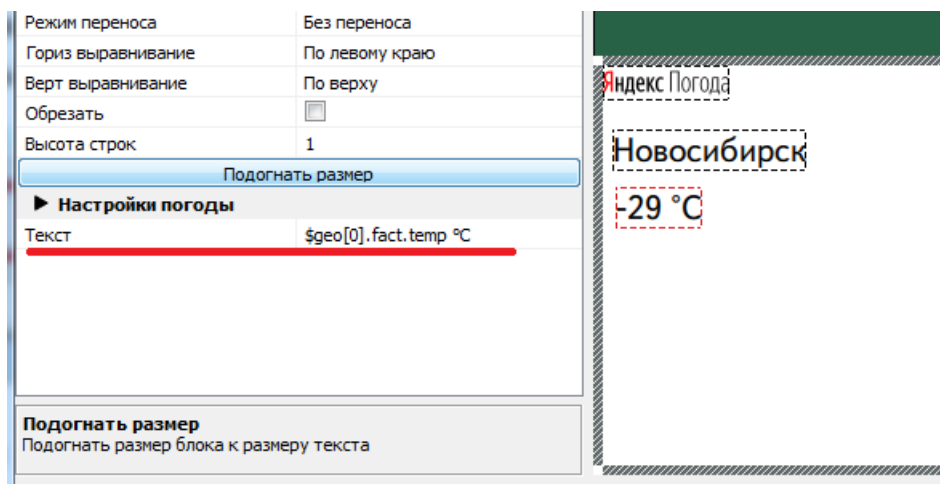 Режим переноса Без переноса
Гориз выравнивание По левому краю
Верт выравнивание По верху
Обрезать
Высота строк 1
Подогнать размер
Настройки погоды
Текст $geo[0].fact.temp °C
Подогнать размер
Подогнать размер блока к размеру текста
Яндекс Погода
Новосибирск
-29 °C